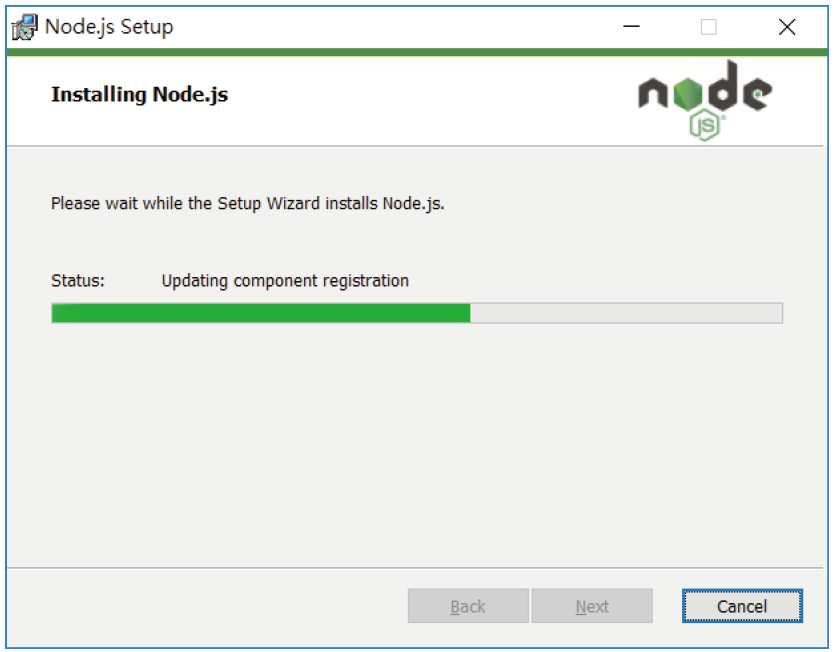 Node.js Setup
Installing Node.js
node
JS
Please wait while the Setup Wizard installs Node.js.
Status: Updating component registration
Back Next Cancel